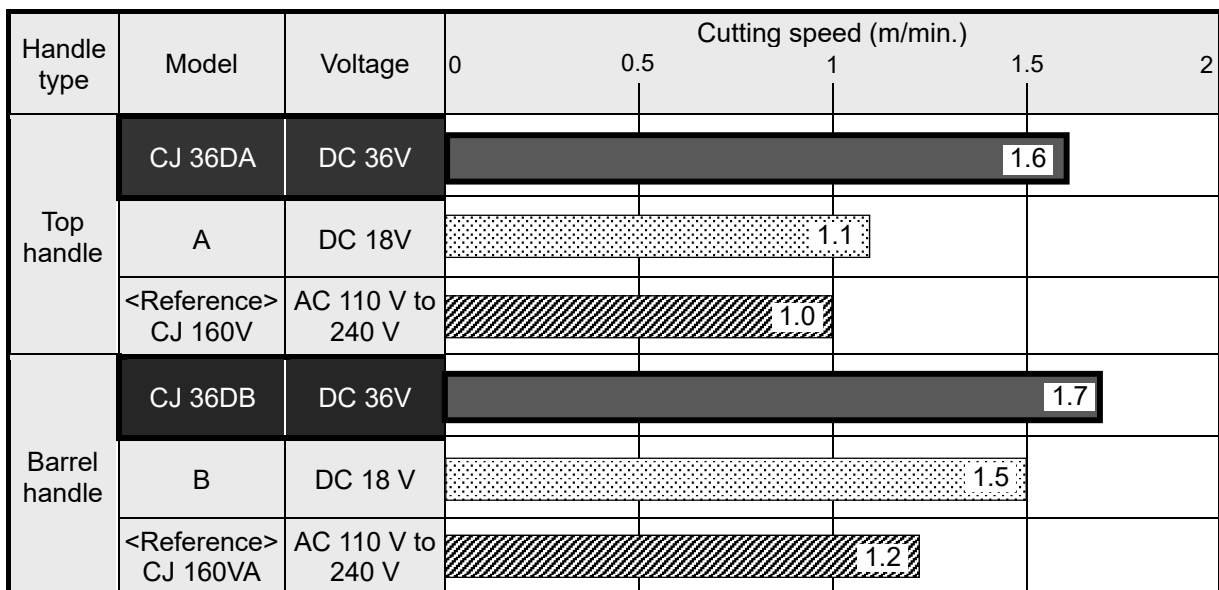 Handle type Model Voltage Cutting speed (m/min.)
0 0.5 1 1.5 2
Top handle
CJ 36DA DC 36V 1.6
A DC 18V 1.1
<Reference> CJ 160V AC 110 V to 240 V 1.0
Barrel handle
CJ 36DB DC 36V 1.7
B DC 18 V 1.5
<Reference> CJ 160VA AC 110 V to 240 V 1.2